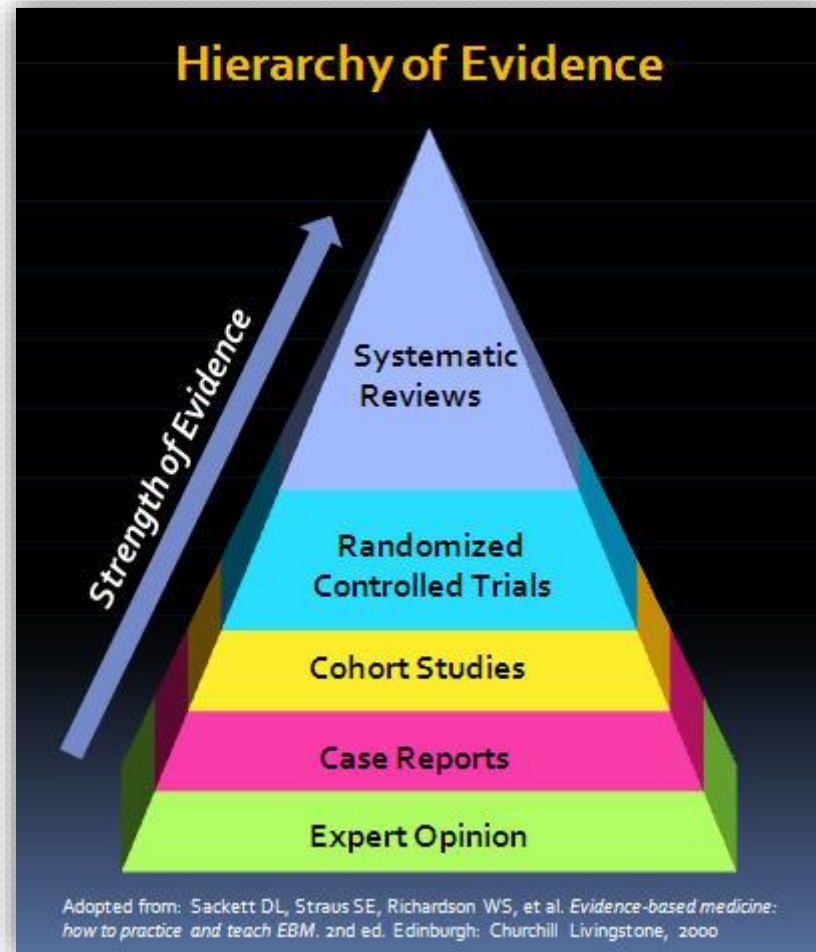 Hierarchy of Evidence
Strength of Evidence
Systematic
Reviews
Randomized
Controlled Trials
Cohort Studies
Case Reports
Expert Opinion
Adopted from: Sackett DL, Straus SE, Richardson WS, et al. Evidence-based medicine:
how to practice and teach EBM. 2nd ed. Edinburgh: Churchill Livingstone, 2000